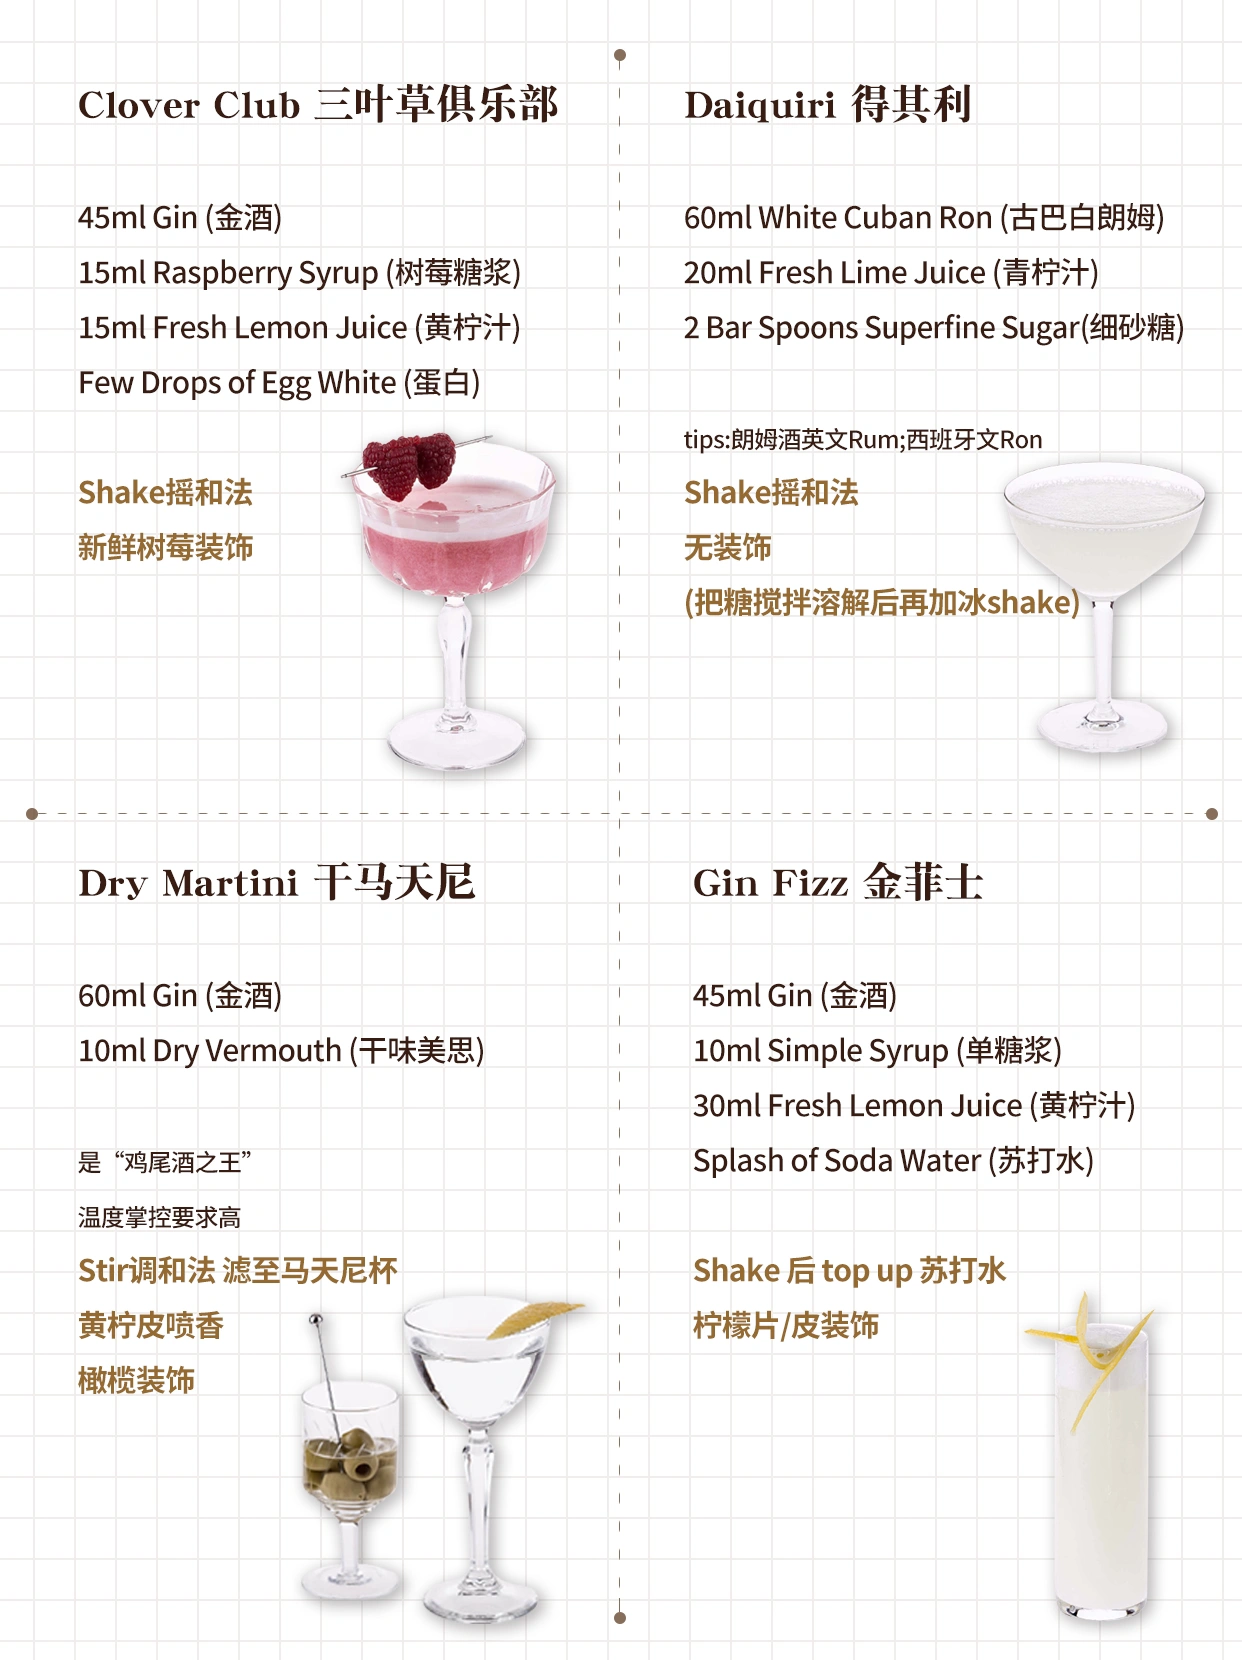 Clover Club 三叶草俱乐部
45ml Gin (金酒)
15ml Raspberry Syrup (树莓糖浆)
15ml Fresh Lemon Juice (黄柠汁)
Few Drops of Egg White (蛋白)
Shake摇和法
新鲜树莓装饰
Daiquiri 得其利
60ml White Cuban Ron (古巴白朗姆)
20ml Fresh Lime Juice (青柠汁)
2 Bar Spoons Superfine Sugar(细砂糖)
tips:朗姆酒英文Rum;西班牙文Ron
Shake摇和法
无装饰
(把糖搅拌溶解后再加冰shake)
Dry Martini 干马天尼
60ml Gin (金酒)
10ml Dry Vermouth (干味美思)
是“鸡尾酒之王”
温度掌控要求高
Stir调和法 滤至马天尼杯
黄柠皮喷香
橄榄装饰
Gin Fizz 金菲士
45ml Gin (金酒)
10ml Simple Syrup (单糖浆)
30ml Fresh Lemon Juice (黄柠汁)
Splash of Soda Water (苏打水)
Shake 后 top up 苏打水
柠檬片/皮装饰